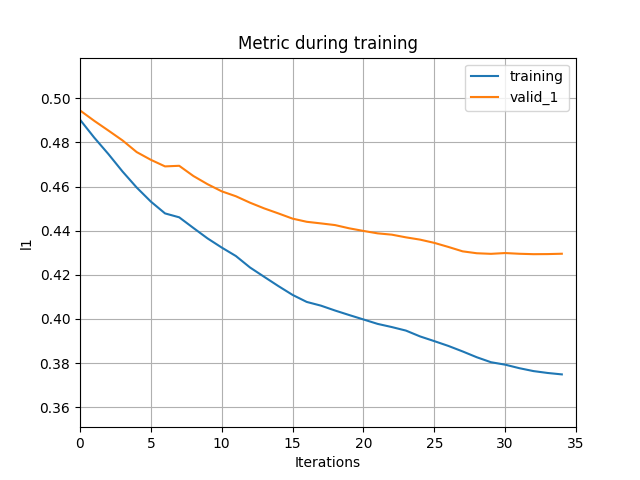 Metric during training
training
valid_1
0.50
0.48
0.46
0.44
0.42
0.40
0.38
0.36
l1
0 5 10 15 20 25 30 35
Iterations